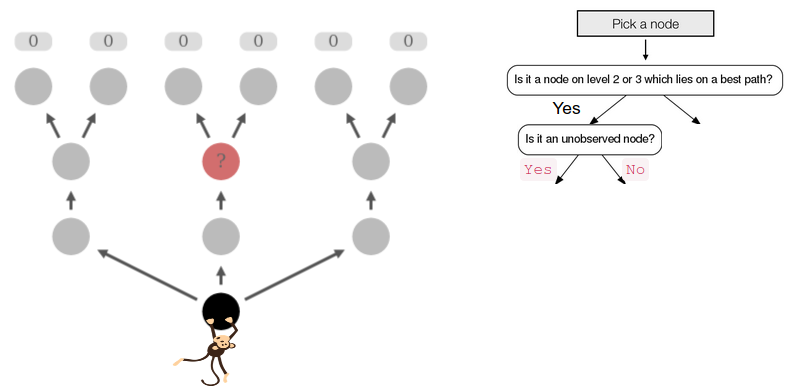 0 0 0 0 0 0
?
Pick a node
Is it a node on level 2 or 3 which lies on a best path?
Yes
Is it an unobserved node?
Yes No